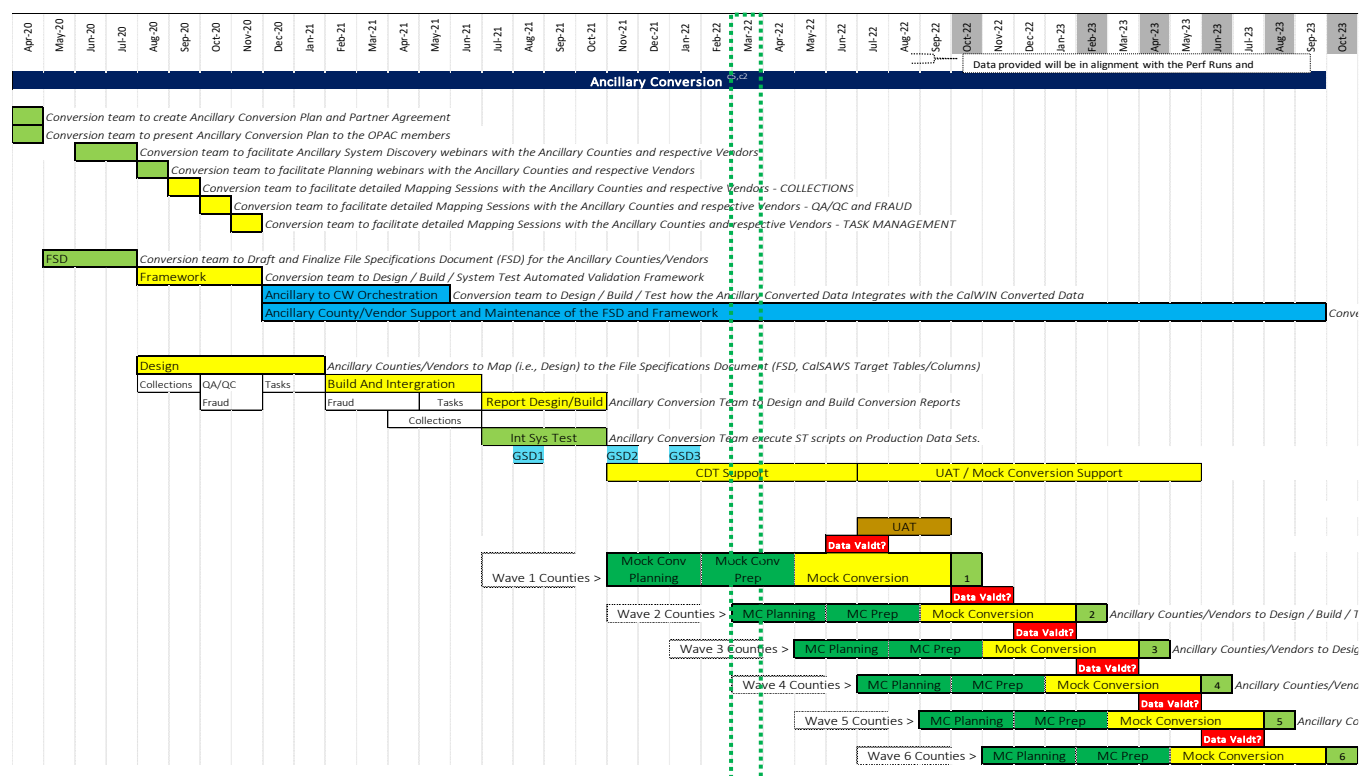 Apr-20 May-20 Jun-20 Jul-20 Aug-20 Sep-20 Oct-20 Nov-20 Dec-20 Jan-21 Feb-21 Mar-21 Apr-21 May-21 Jun-21 Jul-21 Aug-21 Sep-21 Oct-21 Nov-21 Dec-21 Jan-22 Feb-22 Mar-22 Apr-22 May-22 Jun-22 Jul-22 Aug-22 Sep-22 Oct-22 Nov-22 Dec-22 Feb-23 Mar-23 Apr-23 May-23 Jun-23 Jul-23 Aug-23 Sep-23 Oct-23
Data provided will be in alignment with the Perf Runs and
Ancillary Conversion
Conversion team to create Ancillary Conversion Plan and Partner Agreement
Conversion team to present Ancillary Conversion Plan to the OPAC members
Conversion team to facilitate Ancillary System Discovery webinars with the Ancillary Counties and respective Vendors
Conversion team to facilitate Planning webinars with the Ancillary Counties and respective Vendors
Conversion team to facilitate detailed Mapping Sessions with the Ancillary Counties and respective Vendors - COLLECTIONS
Conversion team to facilitate detailed Mapping Sessions with the Ancillary Counties and respective Vendors - QA/QC and FRAUD
Conversion team to facilitate detailed Mapping Sessions with the Ancillary Counties and respective Vendors - TASK MANAGEMENT
FSD Conversion team to Draft and Finalize File Specifications Document (FSD) for the Ancillary Counties/Vendors
Framework Conversion team to Design / Build / System Test Automated Validation Framework
Ancillary to CW Orchestration Conversion team to Design / Build / Test how the Ancillary Converted Data Integrates with the CalWIN Converted Data
Ancillary County/Vendor Support and Maintenance of the FSD and Framework Conve
Design Ancillary Counties/Vendors to Map (i.e., Design) to the File Specifications Document (FSD, CalSAWS Target Tables/Columns)
Collections QA/QC Tasks Build And Intergration
Fraud Fraud Tasks Report Desgin/Build Ancillary Conversion Team to Design and Build Conversion Reports
Collections
Int Sys Test Ancillary Conversion Team execute ST scripts on Production Data Sets.
GSD1 GSD2 GSD3
CDT Support UAT / Mock Conversion Support
UAT
Data Valdt?
Mock Conv Mock Conv
Wave 1 Counties > Planning Prep Mock Conversion 1
Data Valdt?
Wave 2 Counties > MC Planning MC Prep Mock Conversion 2 Ancillary Counties/Vendors to Design / Build / T
Data Valdt?
Wave 3 Counties > MC Planning MC Prep Mock Conversion 3 Ancillary Counties/Vendors to Desig
Data Valdt?
Wave 4 Counties > MC Planning MC Prep Mock Conversion 4 Ancillary Counties/Vend
Data Valdt?
Wave 5 Counties > MC Planning MC Prep Mock Conversion 5 Ancillary Co
Data Valdt?
Wave 6 Counties > MC Planning MC Prep Mock Conversion 6